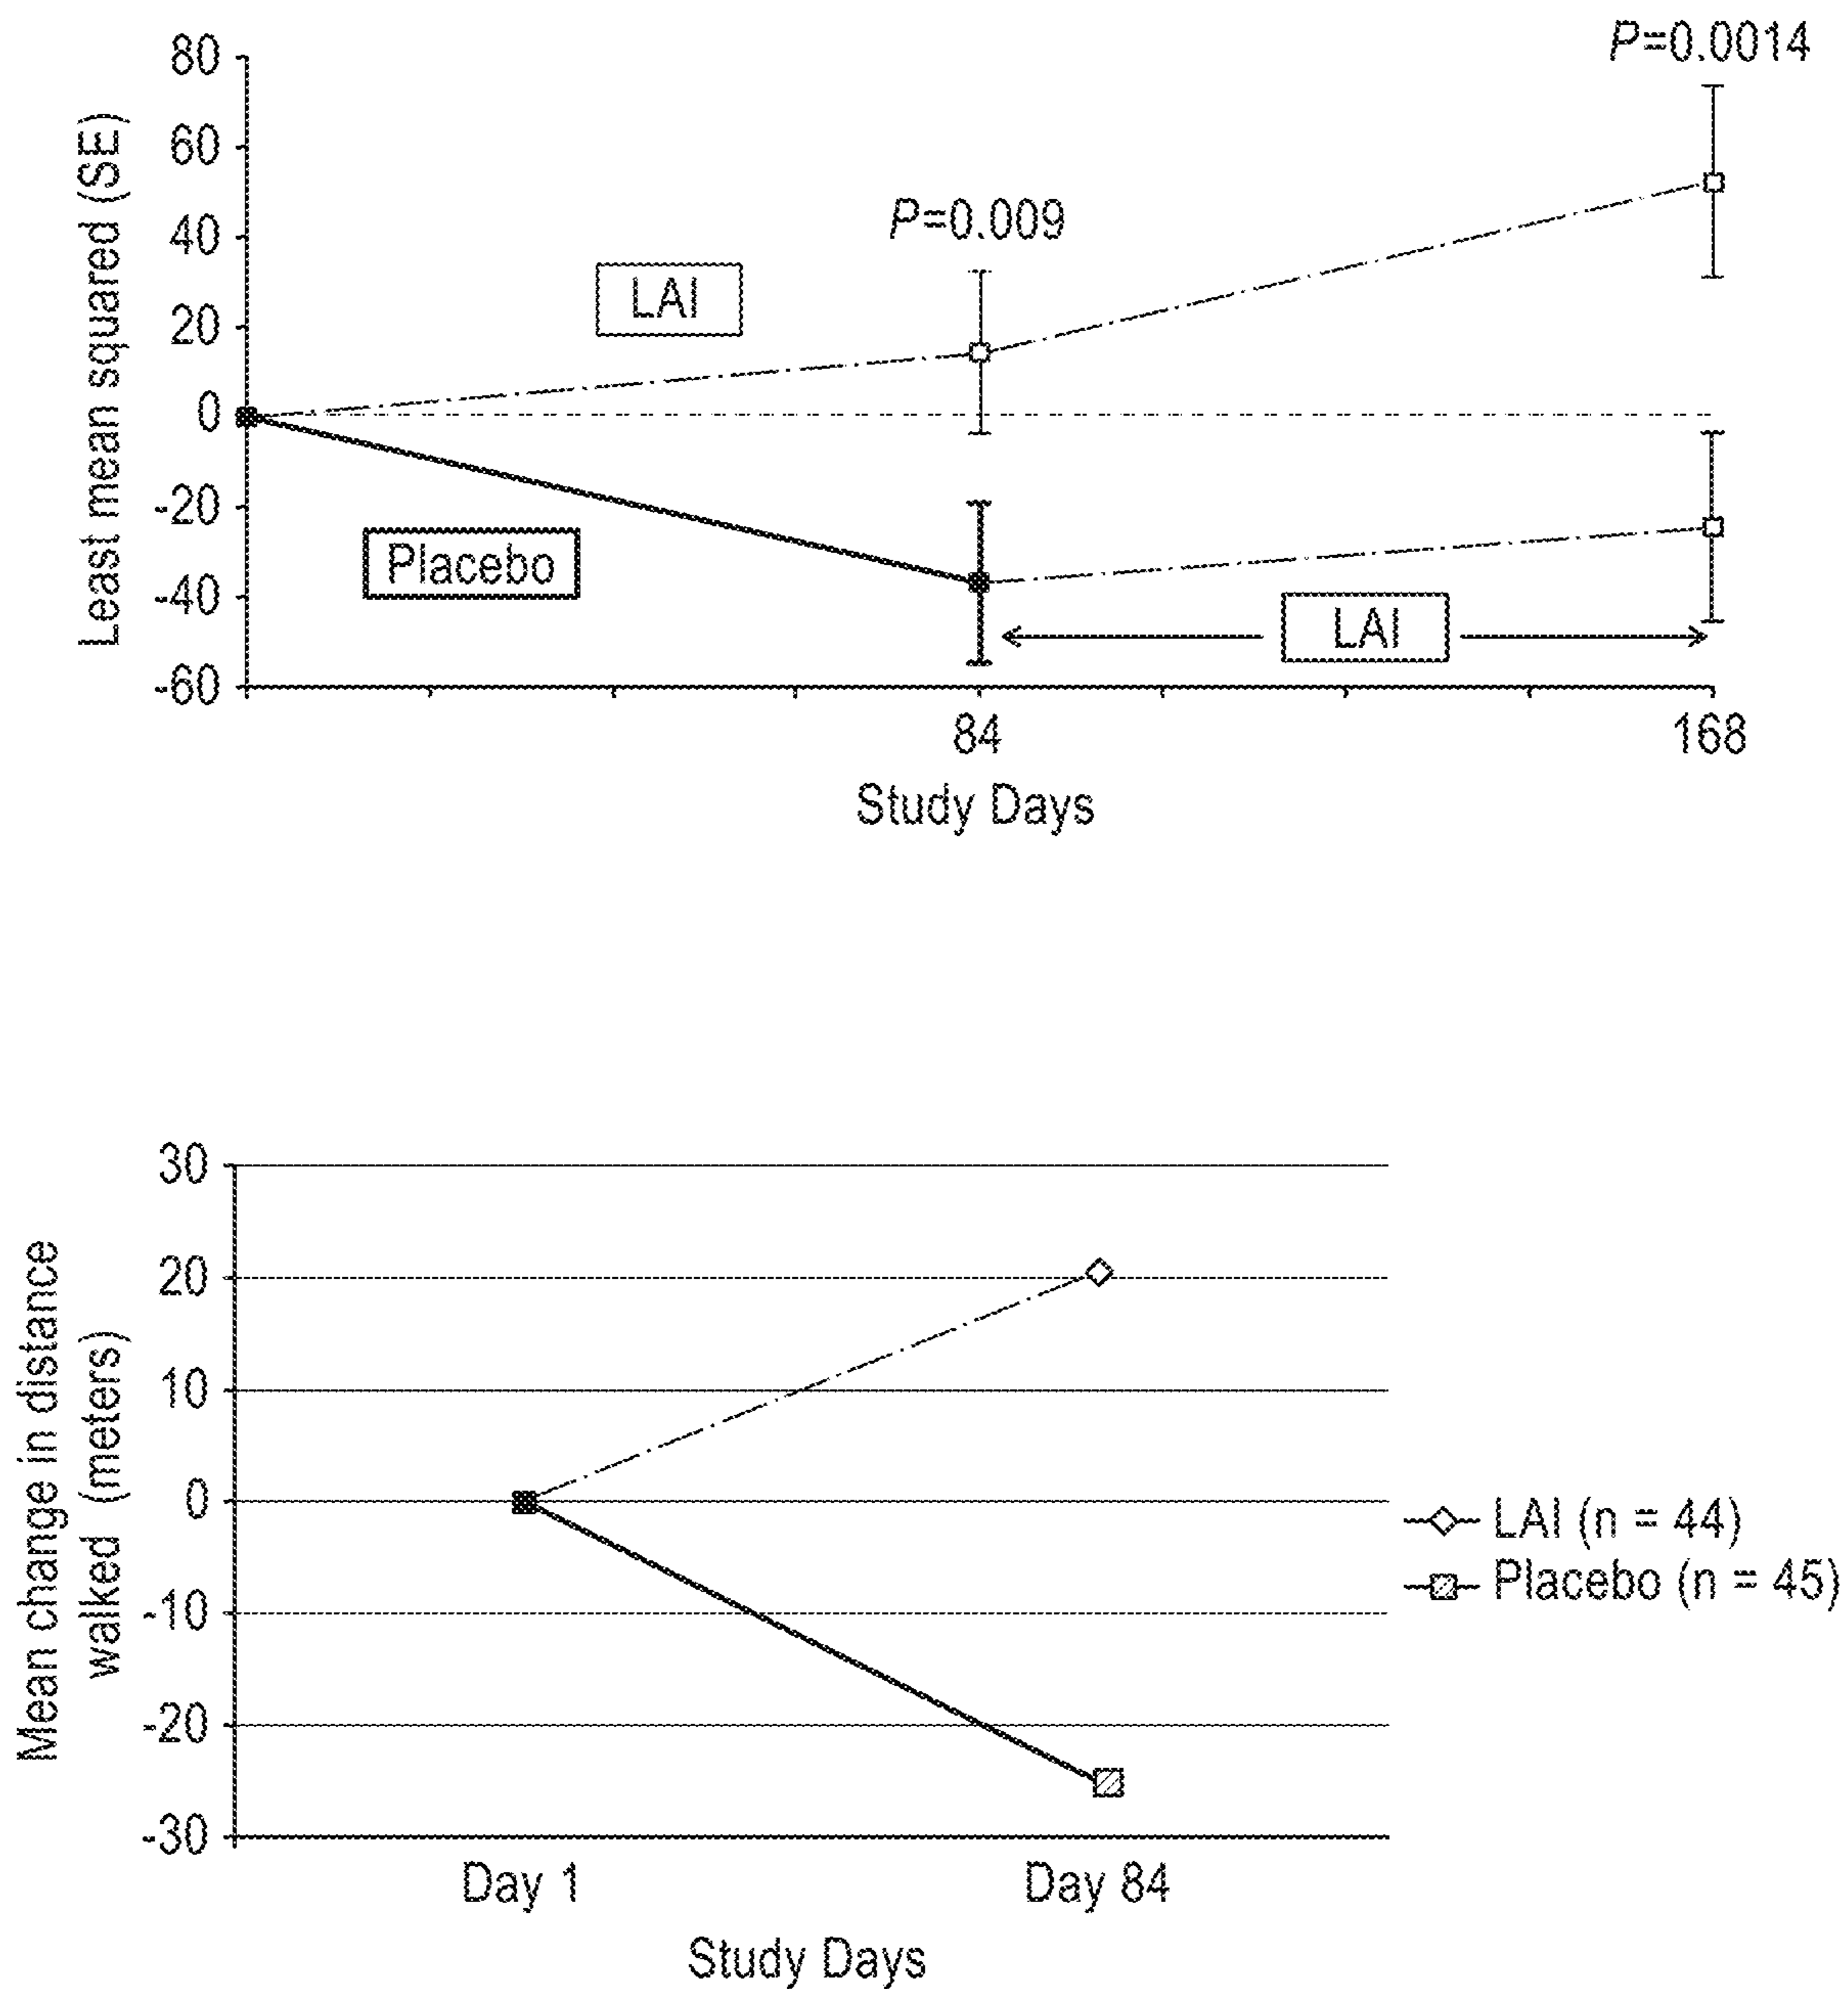 P=0.0014
80
60
40
20
0
-20
-40
-60
Least mean squared (SE)
P=0.009
LAI
Placebo
LAI
84
168
Study Days
30
20
10
0
-10
-20
-30
Mean change in distance
walked (meters)
LAI (n = 44)
Placebo (n = 45)
Day 1
Day 84
Study Days